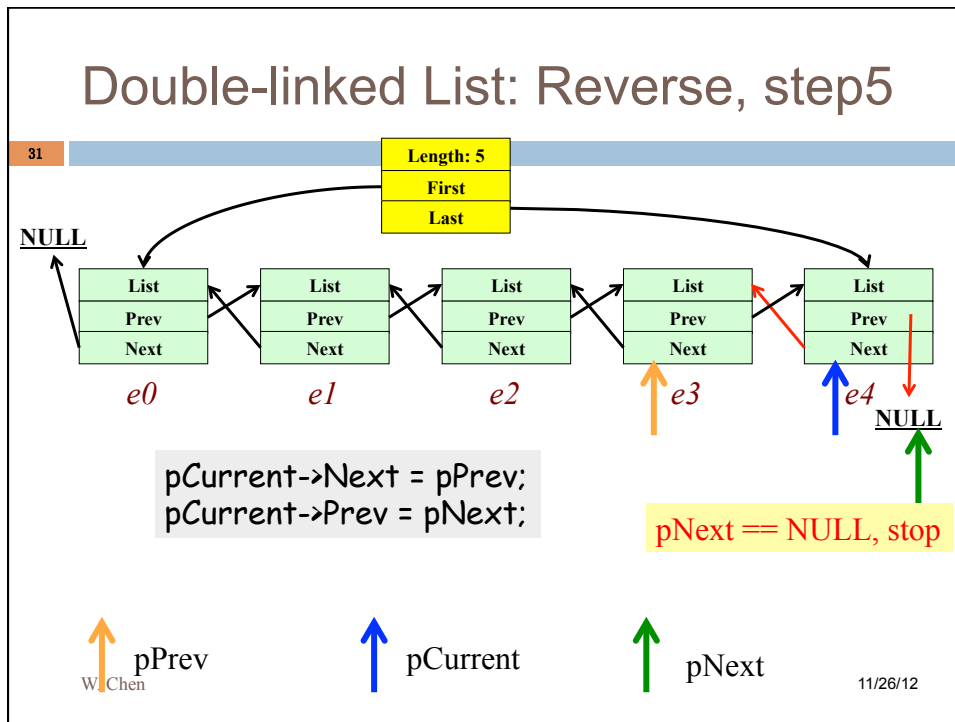 Double-linked List: Reverse, step5
31
Length: 5
First
Last
NULL
List
Prev
Next
List
Prev
Next
List
Prev
Next
List
Prev
Next
List
Prev
Next
e0
e1
e2
e3
e4
NULL
pCurrent->Next = pPrev;
pCurrent->Prev = pNext;
pNext == NULL, stop
pPrev
pCurrent
pNext
W. Chen
11/26/12